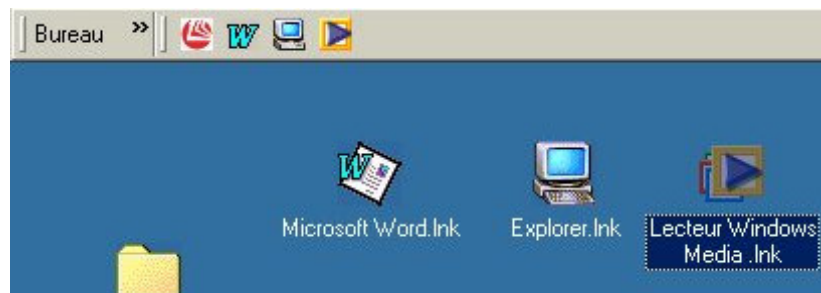 Bureau »
Microsoft Word.lnk
Explorer.lnk
Lecteur Windows
Media .lnk